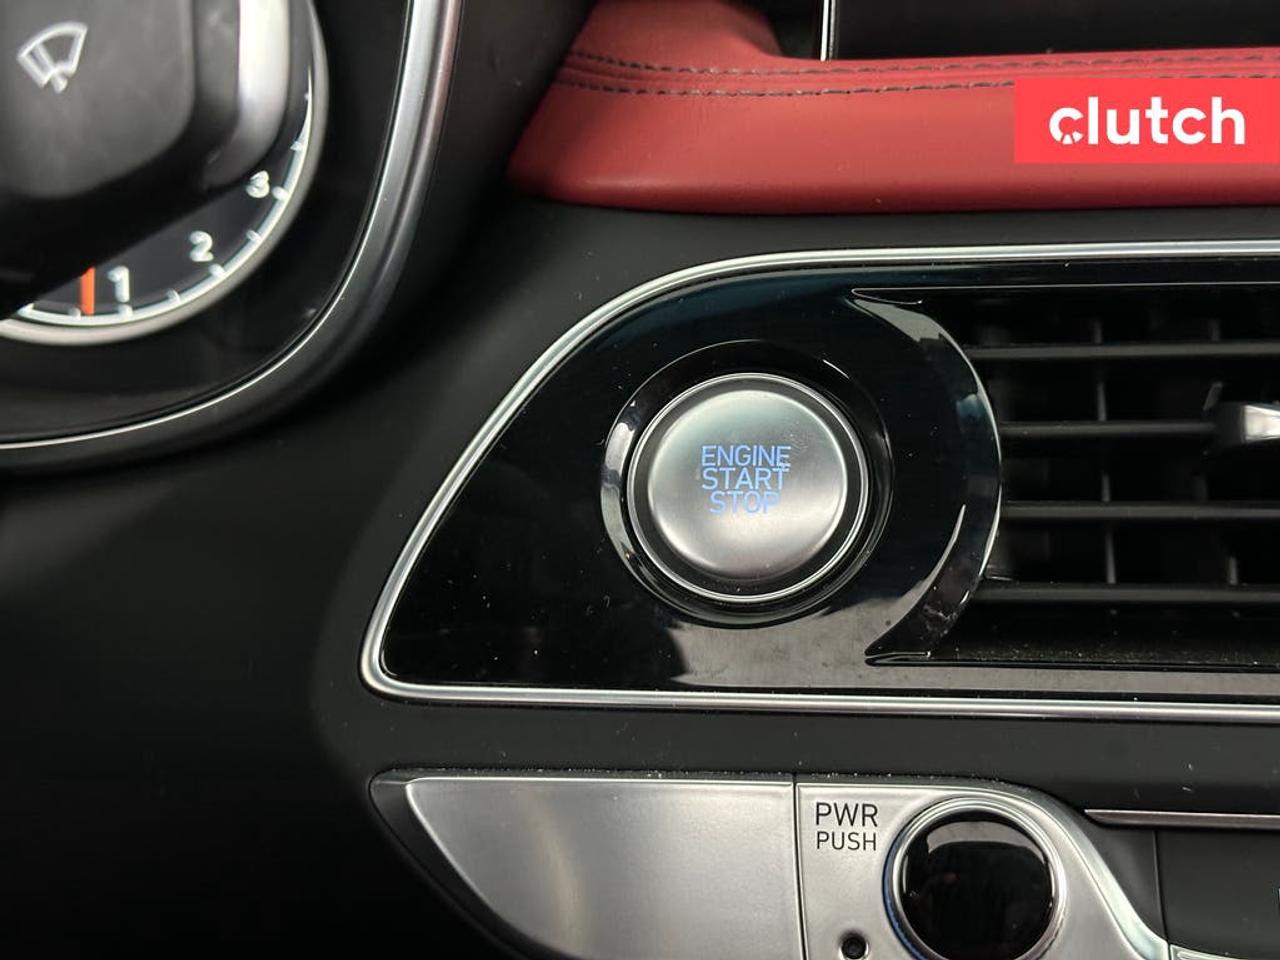 clutch
3
2
1
ENGINE
START
STOP
PWR
PUSH